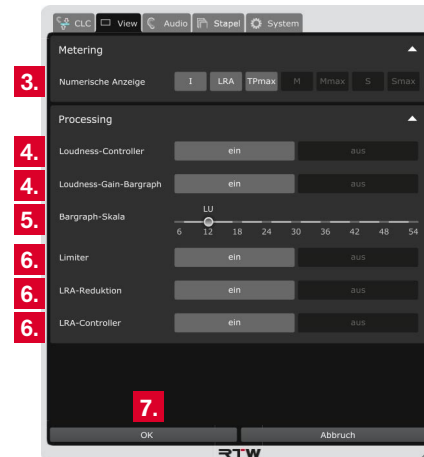 CLC View Audio Stapel System
Metering
3. Numerische Anzeige I LRA TPmax M Mmax S Smax
Processing
4. Loudness-Controller ein aus
4. Loudness-Gain-Bargraph ein aus
LU
5. Bargraph-Skala
6 12 18 24 30 36 42 48 54
6. Limiter ein aus
6. LRA-Reduktion ein aus
6. LRA-Controller ein aus
7.
OK Abbruch
RTW